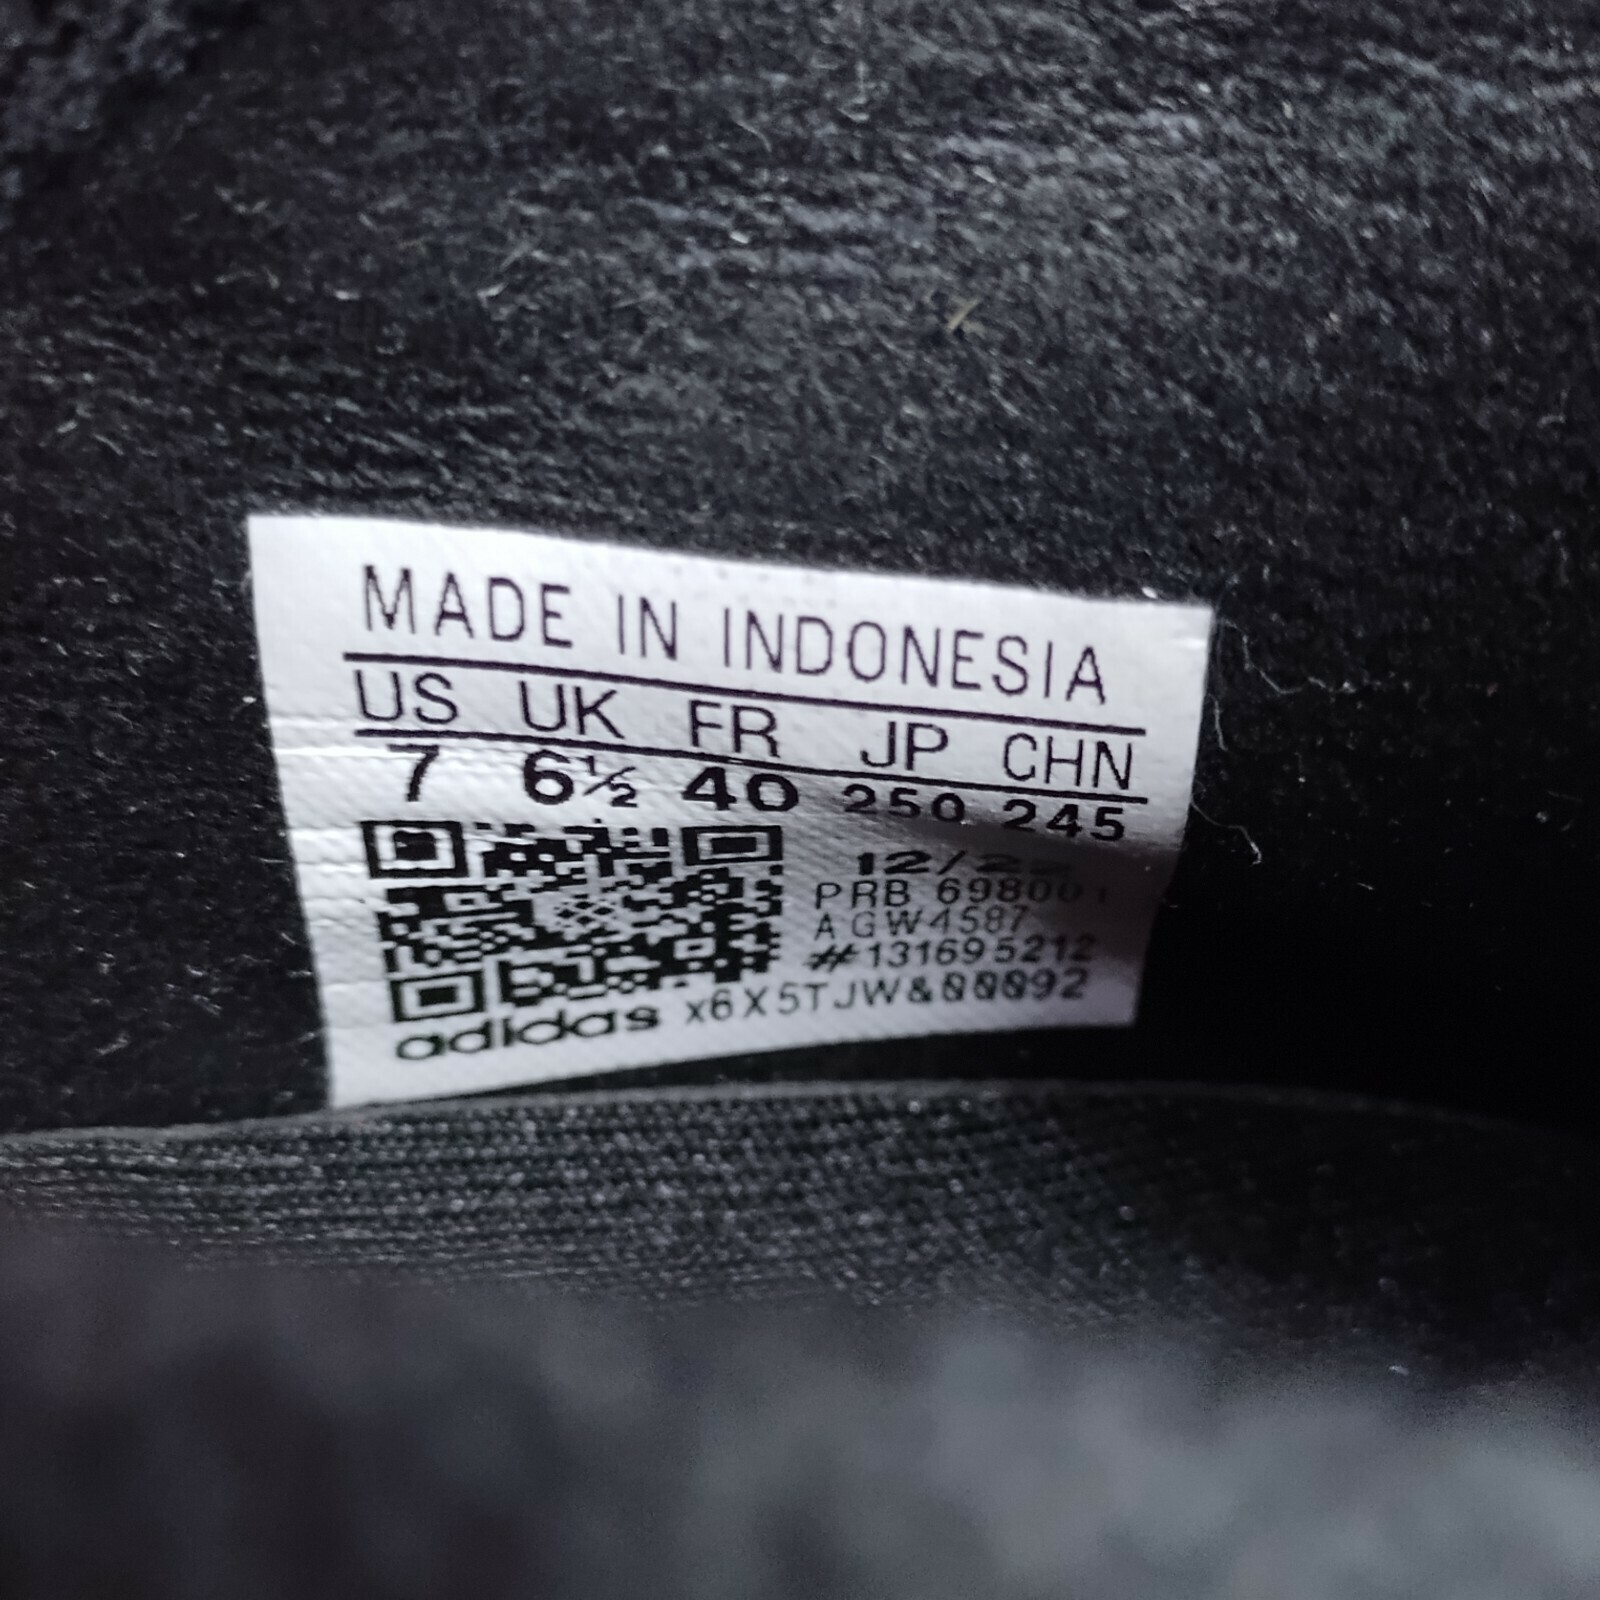 MADE IN INDONESIA
US UK FR JP CHN
7 6½ 40 250 245
12/22
PRB 698001
AGW4587
#131695212
adidas x6X5TJW&00092